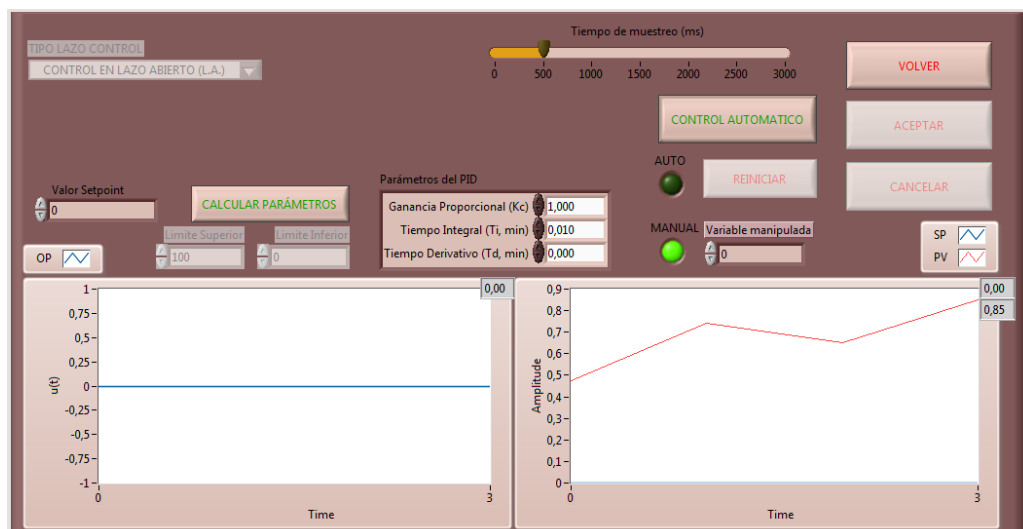 Tiempo de muestreo (ms)
TIPO LAZO CONTROL
CONTROL EN LAZO ABIERTO (L.A.)
0 500 1000 1500 2000 2500 3000
VOLVER
CONTROL AUTOMATICO
ACEPTAR
AUTO
REINICIAR
CANCELAR
Valor Setpoint
0
CALCULAR PARÁMETROS
Parámetros del PID
Ganancia Proporcional (Kc) 1,000
Tiempo Integral (Ti, min) 0,010
Tiempo Derivativo (Td, min) 0,000
MANUAL
Variable manipulada
0
Limite Superior
100
Limite Inferior
0
OP
SP
PV
0,00
1
0,75
0,5
0,25
0
-0,25
-0,5
-0,75
-1
u(t)
0 3
Time
0,00
0,85
0,9
0,8
0,7
0,6
0,5
0,4
0,3
0,2
0,1
0
Amplitude
0 3
Time